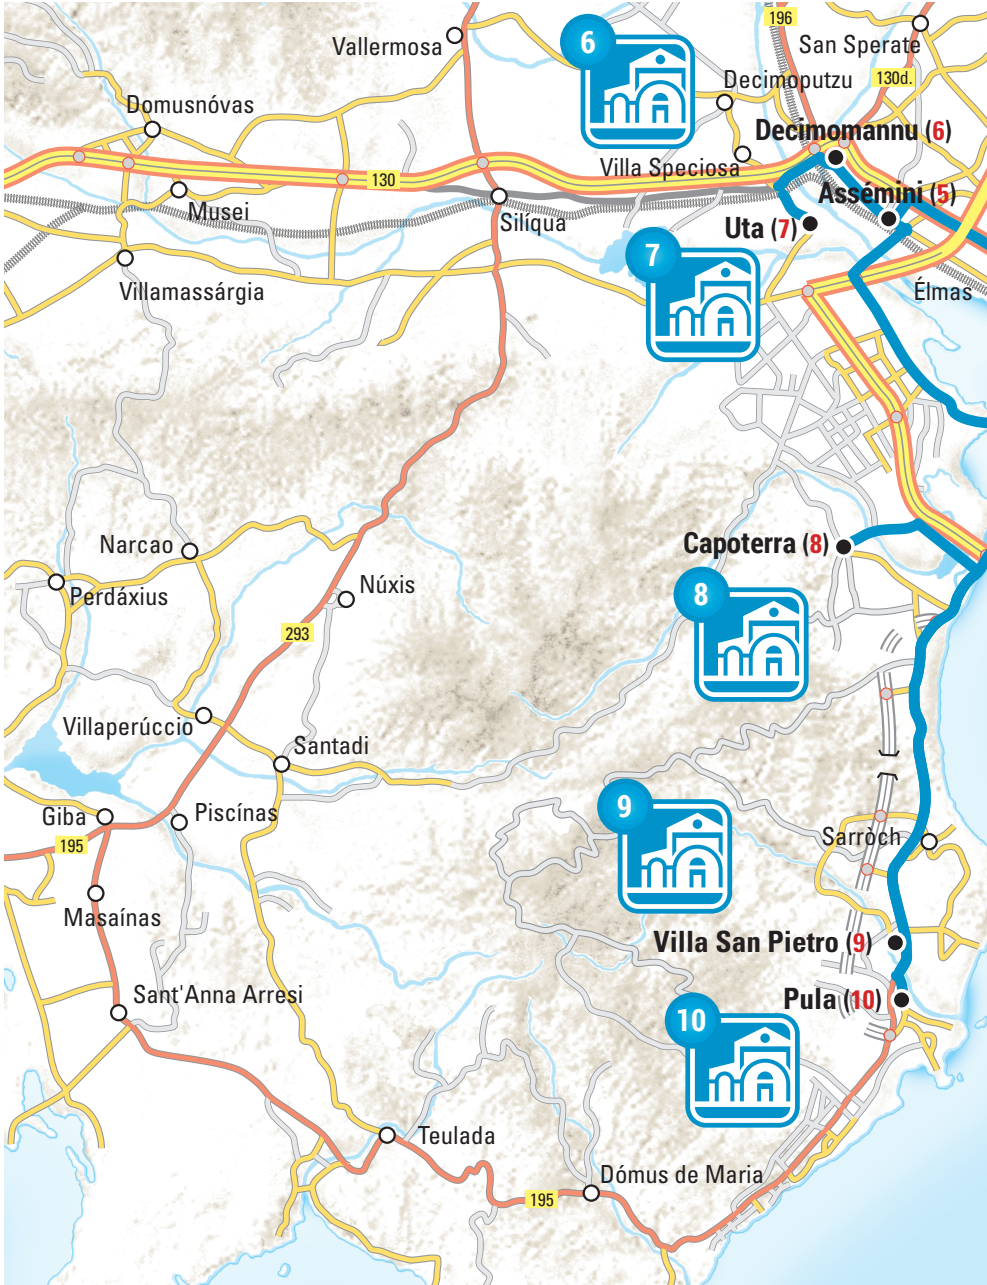 196
6
Vallermosa
San Sperate
Decimoputzu
130d.
Domusnóvas
Decimomannu (6)
Villa Speciosa
130
Assémini (5)
Musei
Silíqua
Uta (7)
7
Villamassárgia
Élmas
Narcao
Capoterra (8)
Perdáxius
Núxis
8
293
Villaperúccio
Santadi
9
Giba
Piscínas
195
Sarròch
Masaínas
Villa San Pietro (9)
Sant'Anna Arresi
Pula (10)
10
Teulada
Dómus de Maria
195